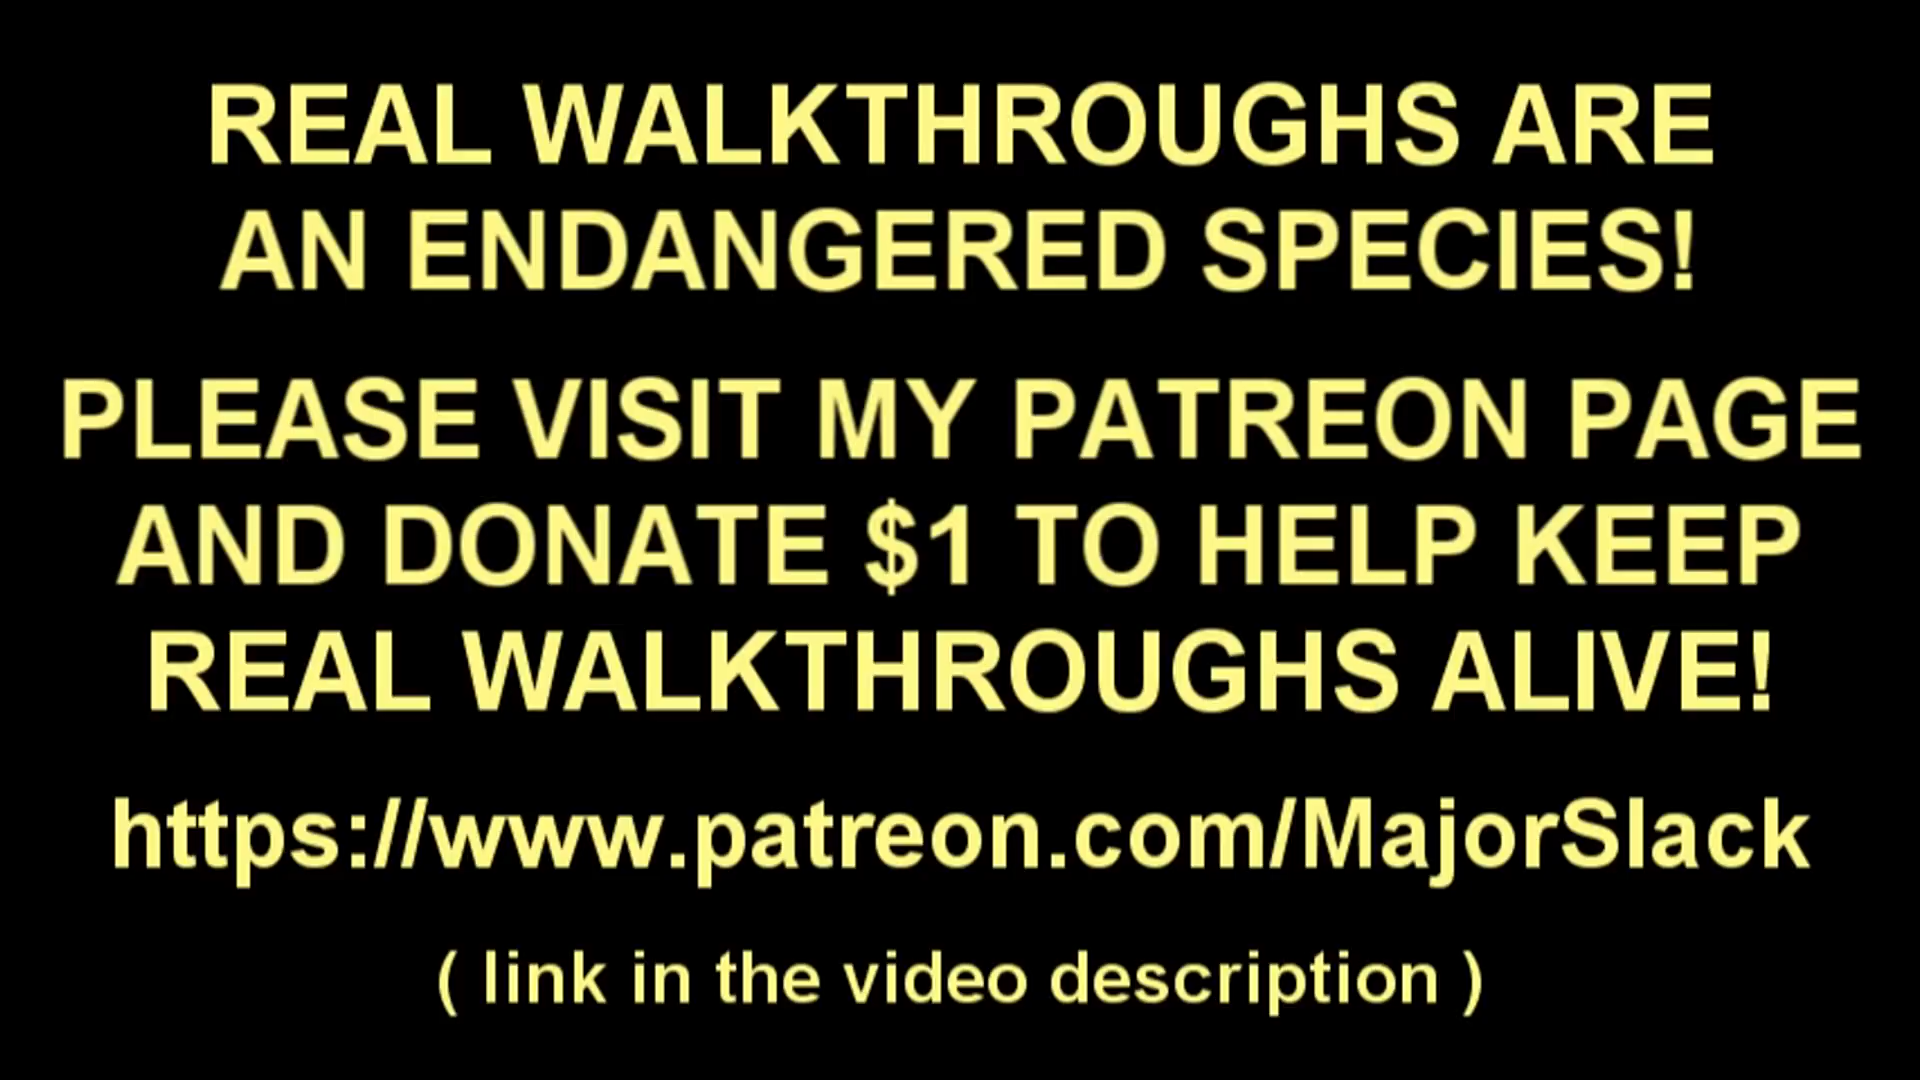 REAL WALKTHROUGHS ARE
AN ENDANGERED SPECIES!
PLEASE VISIT MY PATREON PAGE
AND DONATE $1 TO HELP KEEP
REAL WALKTHROUGHS ALIVE!
https://www.patreon.com/MajorSlack
( link in the video description )